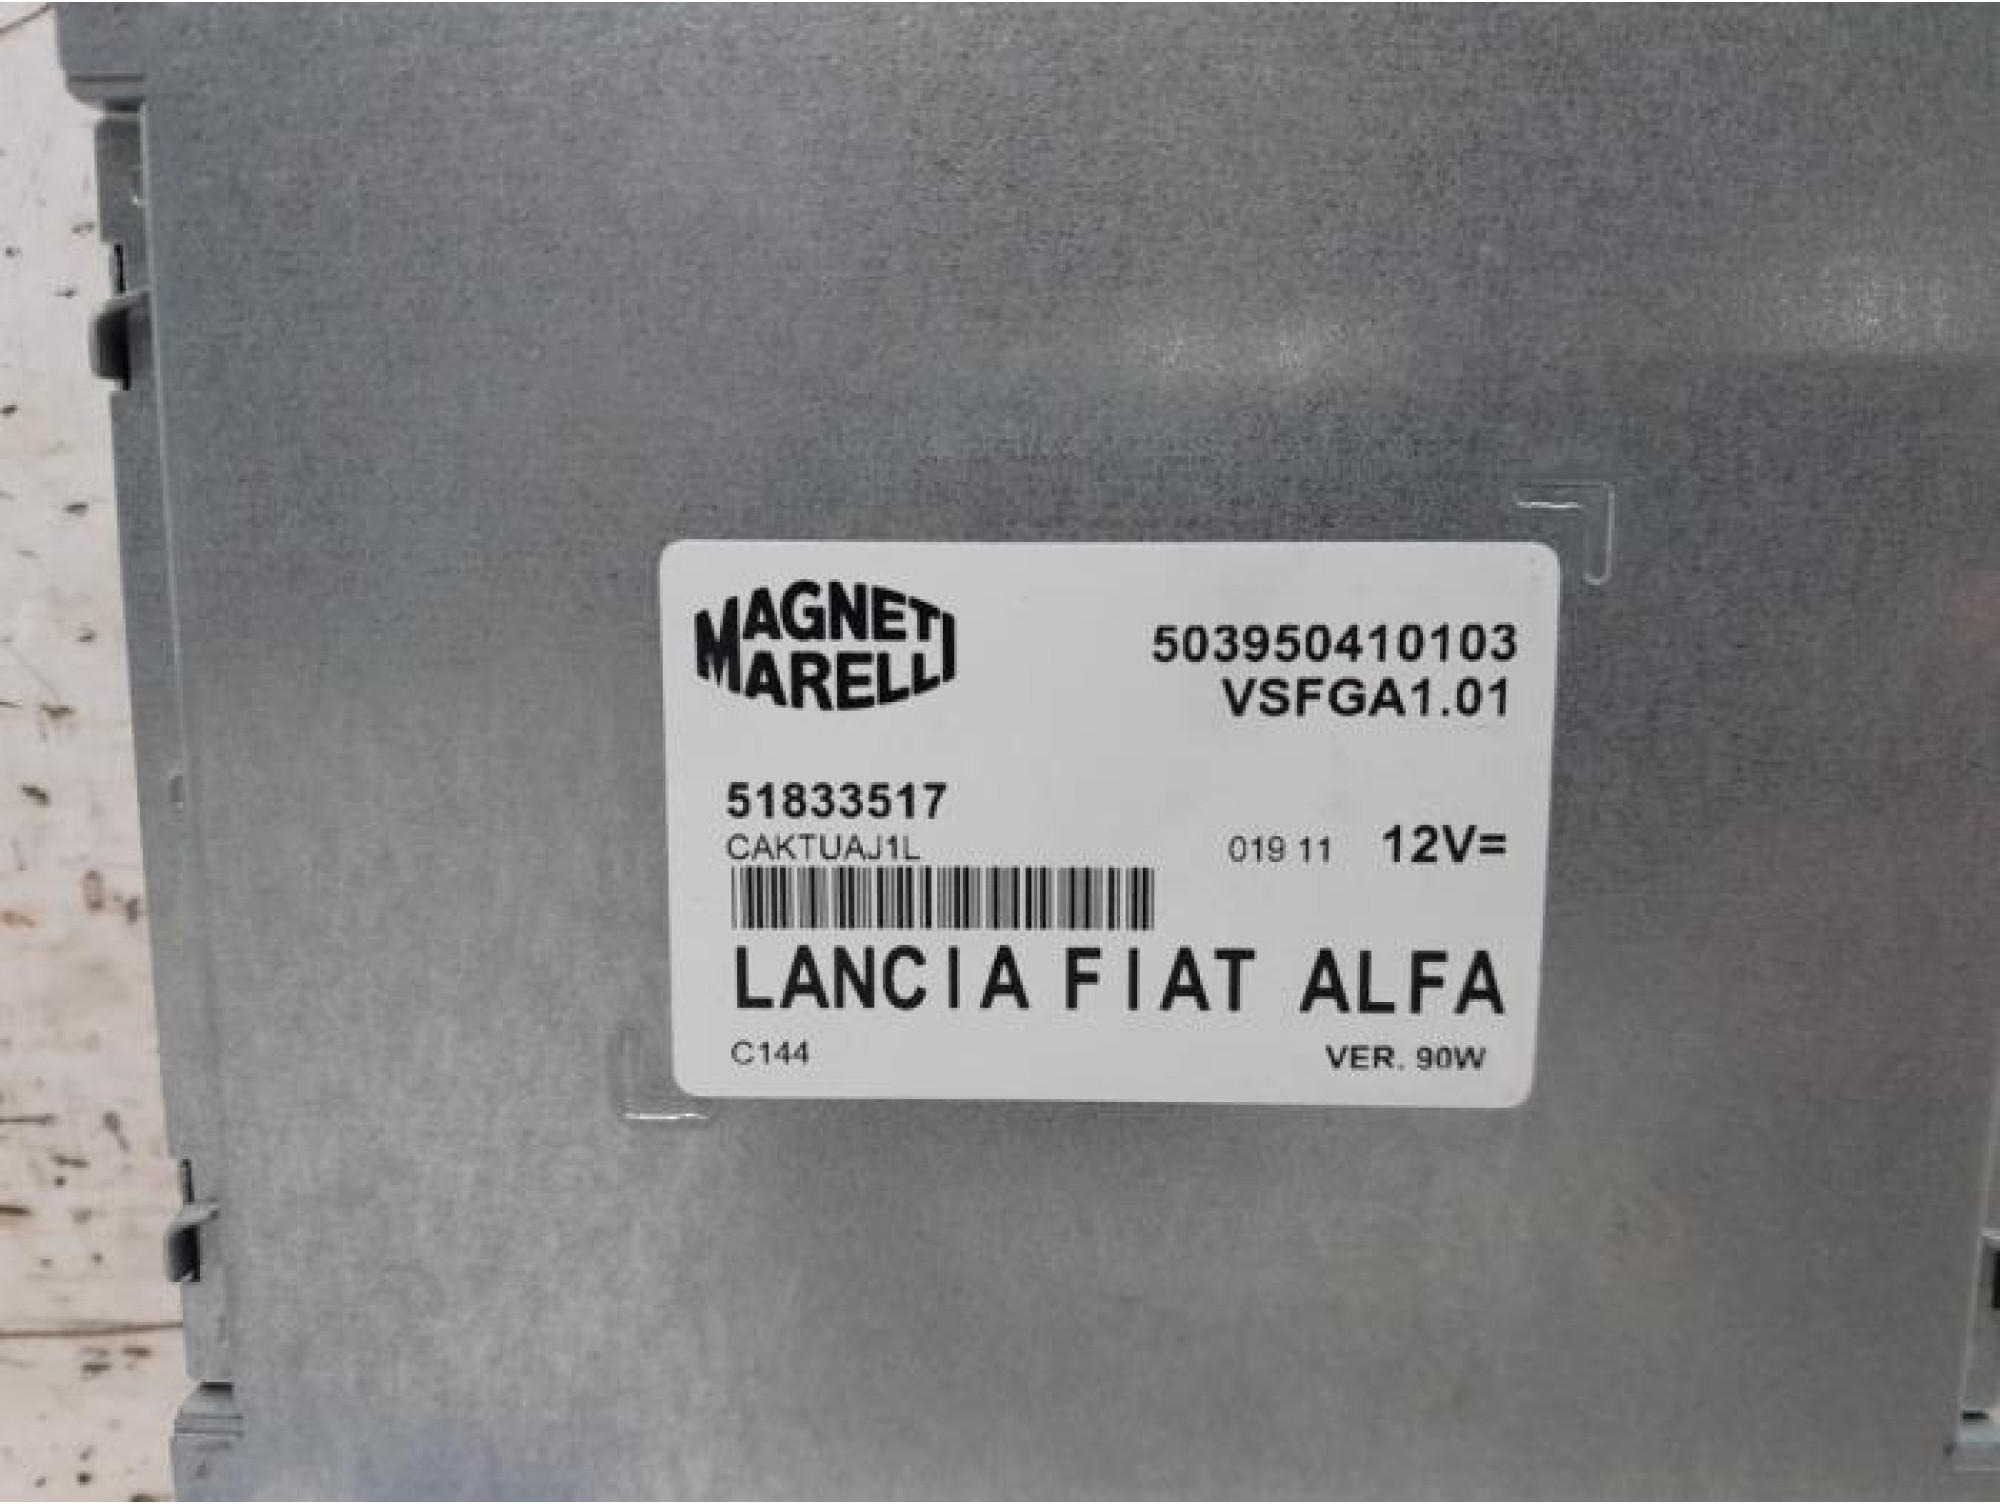 MAGNETI
MARELLI
503950410103
VSFGA1.01
51833517
CAKTUAJ1L
019 11 12V=
LANCIA FIAT ALFA
C144
VER. 90W